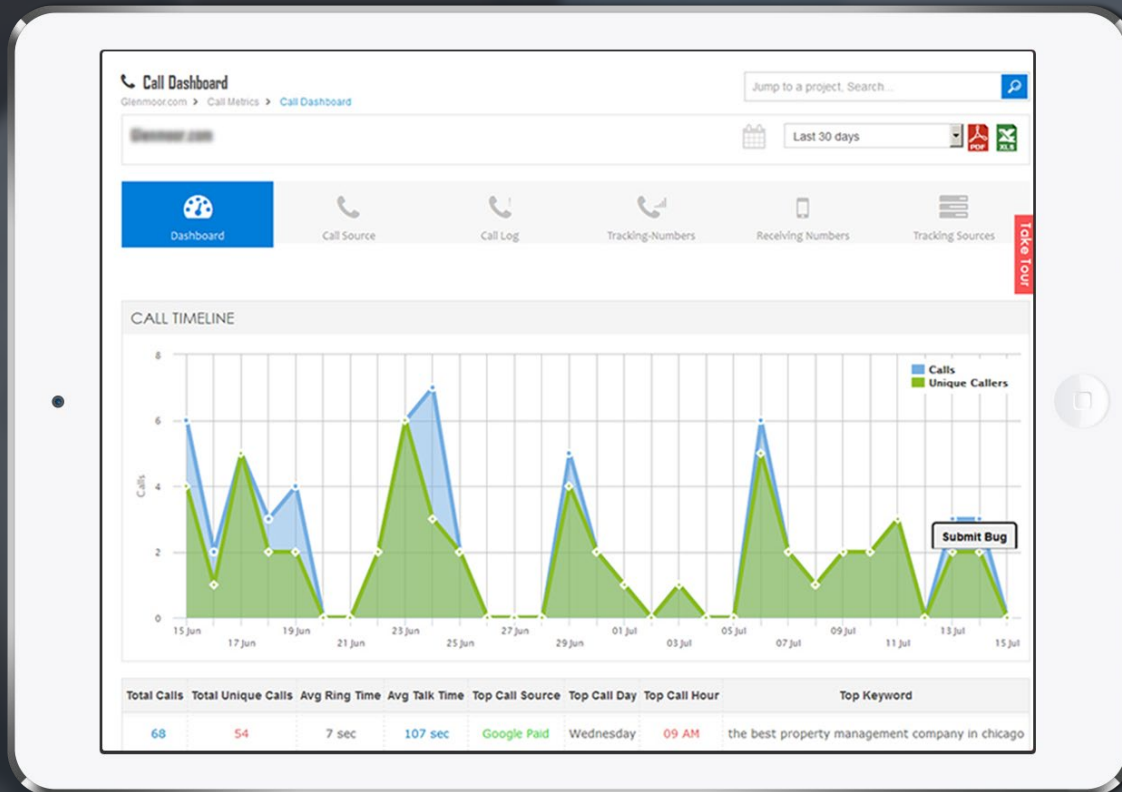 Call Dashboard
Glenmoor.com > Call Metrics > Call Dashboard
Jump to a project, Search...
Glenmoor.com
Last 30 days
PDF
XLS
Dashboard
Call Source
Call Log
Tracking-Numbers
Receiving Numbers
Tracking Sources
Take Tour
CALL TIMELINE
8
6
4
2
0
Calls
Calls
Unique Callers
Submit Bug
15 Jun 17 Jun 19 Jun 21 Jun 23 Jun 25 Jun 27 Jun 29 Jun 01 Jul 03 Jul 05 Jul 07 Jul 09 Jul 11 Jul 13 Jul 15 Jul
Total Calls Total Unique Calls Avg Ring Time Avg Talk Time Top Call Source Top Call Day Top Call Hour Top Keyword
68 54 7 sec 107 sec Google Paid Wednesday 09 AM the best property management company in chicago